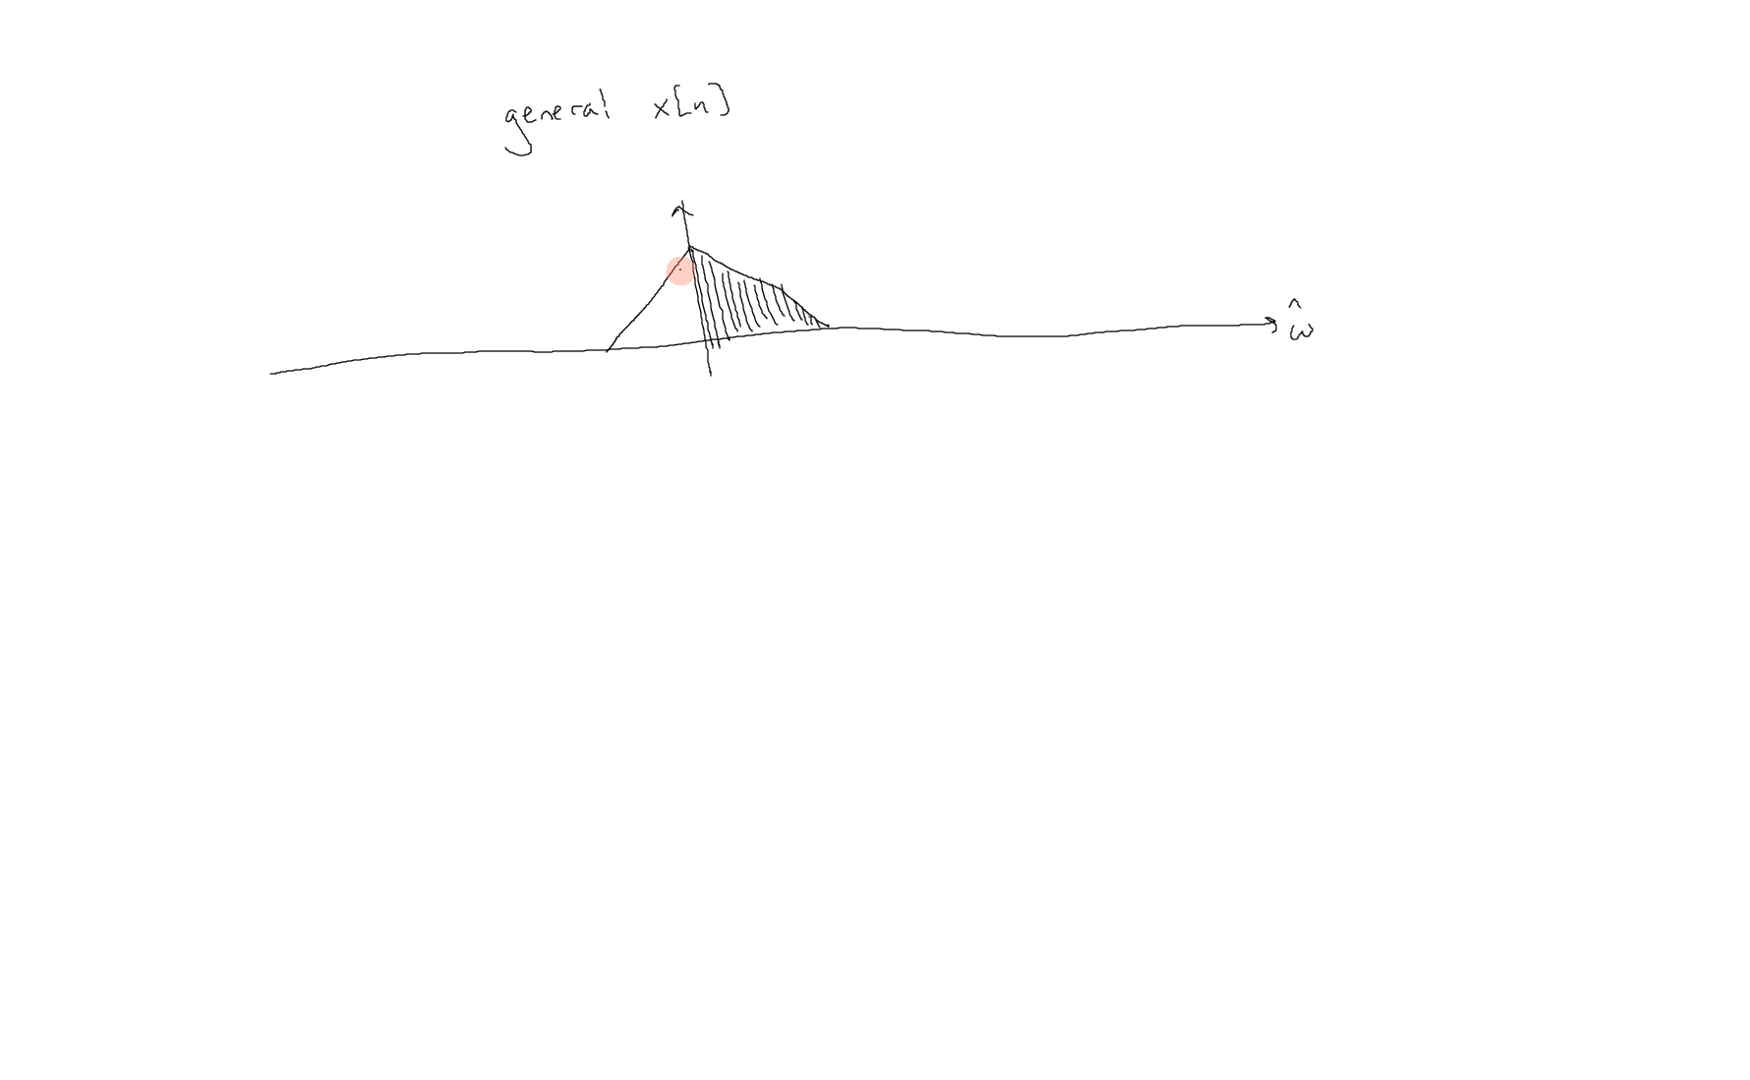 general x[n]
ω̂